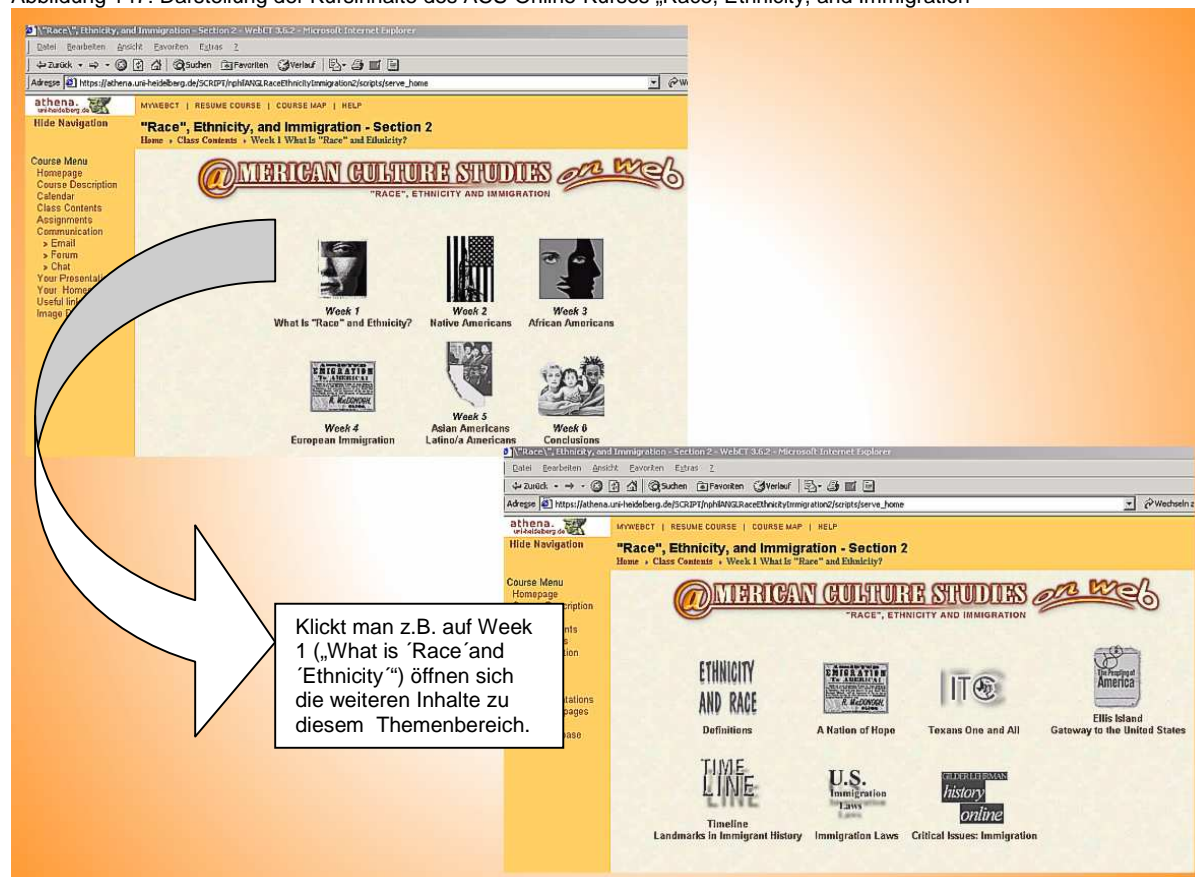 Abbildung 147: Darstellung der Kursinhalte des ACS-Online-Kurses „Race, Ethnicity, and Immigration“
\"Race\", Ethnicity, and Immigration - Section 2 - WebCT 3.6.2 - Microsoft Internet Explorer
Datei Bearbeiten Ansicht Favoriten Extras ?
Zurück Suchen Favoriten Verlauf
Adresse https://athena.uni-heidelberg.de/SCRIPT/nphlANGLRaceEthnicityImmigration2/scripts/serve_home
athena.
uni-heidelberg.de
MYWEBCT | RESUME COURSE | COURSE MAP | HELP
Hide Navigation
"Race", Ethnicity, and Immigration - Section 2
Home › Class Contents › Week 1 What Is "Race" and Ethnicity?
Course Menu
Homepage
Course Description
Calendar
Class Contents
Assignments
Communication
» Email
» Forum
» Chat
Your
Your
Useful
Image
@MERICAN CULTURE STUDIES on web
"RACE", ETHNICITY AND IMMIGRATION
Week 1
What Is "Race" and Ethnicity?
Week 2
Native Americans
Week 3
African Americans
EMIGRATION
TO AMERICA!
Week 4
European Immigration
Week 5
Asian Americans
Latino/a Americans
Week 6
Conclusions
Klickt man z.B. auf Week
1 („What is ´Race´and
´Ethnicity´“) öffnen sich
die weiteren Inhalte zu
diesem Themenbereich.
\"Race\", Ethnicity, and Immigration - Section 2 - WebCT 3.6.2 - Microsoft Internet Explorer
Datei Bearbeiten Ansicht Favoriten Extras ?
Zurück Suchen Favoriten Verlauf
Adresse https://athena.uni-heidelberg.de/SCRIPT/nphlANGLRaceEthnicityImmigration2/scripts/serve_home Wechseln z
athena.
uni-heidelberg.de
MYWEBCT | RESUME COURSE | COURSE MAP | HELP
Hide Navigation
"Race", Ethnicity, and Immigration - Section 2
Home › Class Contents › Week 1 What Is "Race" and Ethnicity?
Course Menu
Homepage
@MERICAN CULTURE STUDIES on web
"RACE", ETHNICITY AND IMMIGRATION
ETHNICITY
AND RACE
Definitions
EMIGRATION
TO AMERICA!
A Nation of Hope
ITC
Texans One and All
The Peopling of
America
Ellis Island
Gateway to the United States
TIME
LINE
Timeline
Landmarks in Immigrant History
U.S.
Immigration
Laws
Immigration Laws
GILDER LEHRMAN
history
online
Critical Issues: Immigration